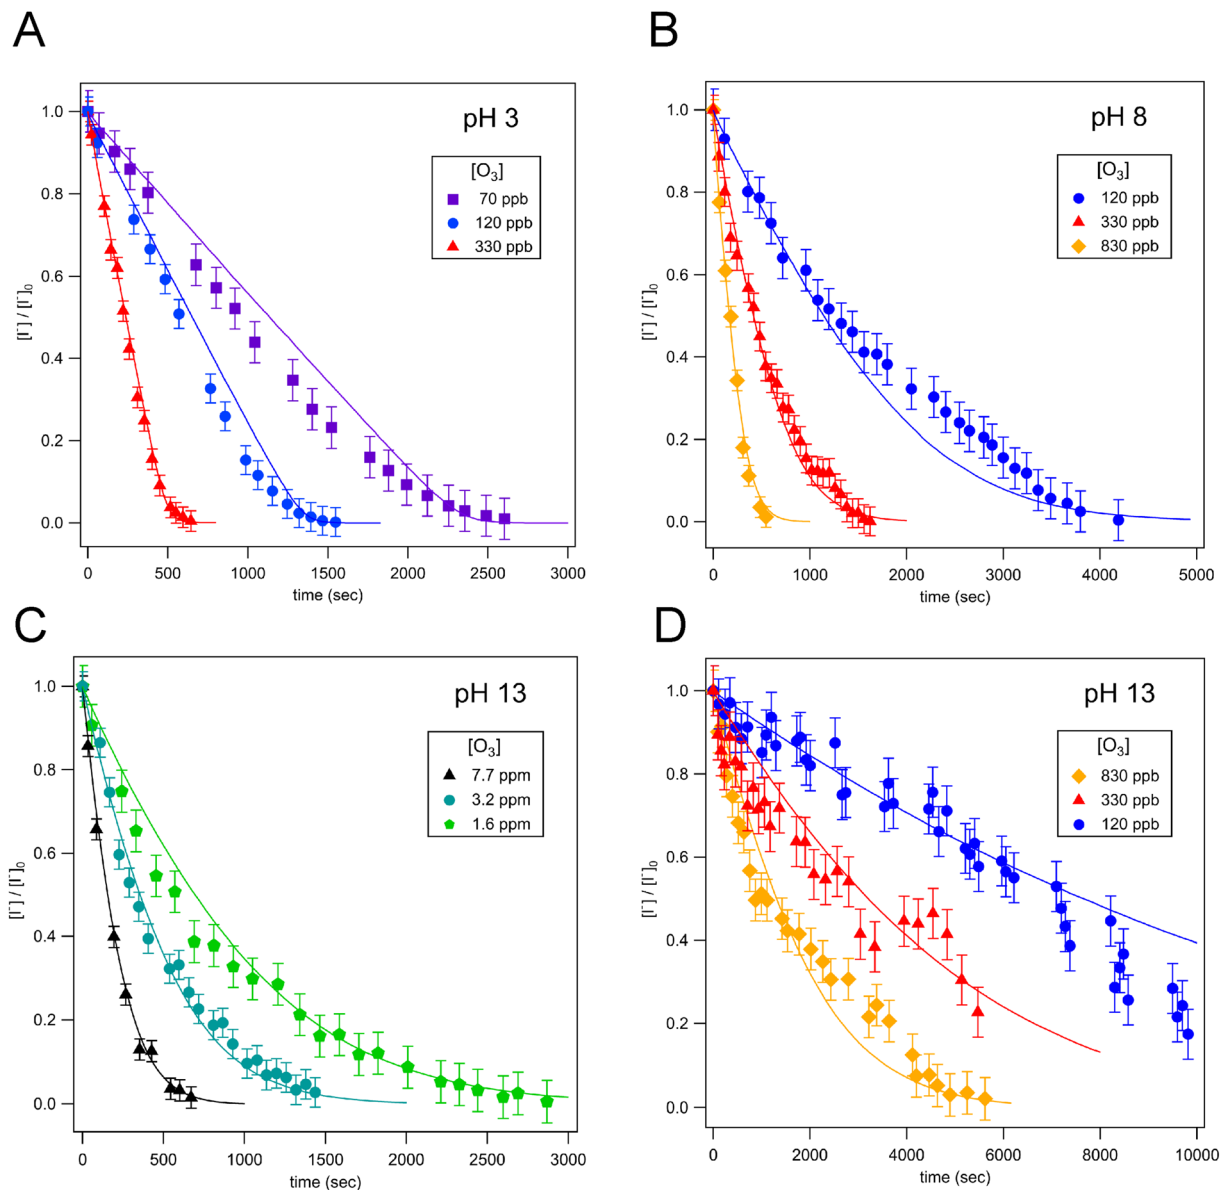 A
pH 3
[O₃]
70 ppb
120 ppb
330 ppb
[I⁻] / [I⁻]₀
1.0
0.8
0.6
0.4
0.2
0.0
0 500 1000 1500 2000 2500 3000
time (sec)
B
pH 8
[O₃]
120 ppb
330 ppb
830 ppb
[I⁻] / [I⁻]₀
1.0
0.8
0.6
0.4
0.2
0.0
0 1000 2000 3000 4000 5000
time (sec)
C
pH 13
[O₃]
7.7 ppm
3.2 ppm
1.6 ppm
[I⁻] / [I⁻]₀
1.0
0.8
0.6
0.4
0.2
0.0
0 500 1000 1500 2000 2500 3000
time (sec)
D
pH 13
[O₃]
830 ppb
330 ppb
120 ppb
[I⁻] / [I⁻]₀
1.0
0.8
0.6
0.4
0.2
0.0
0 2000 4000 6000 8000 10000
time (sec)